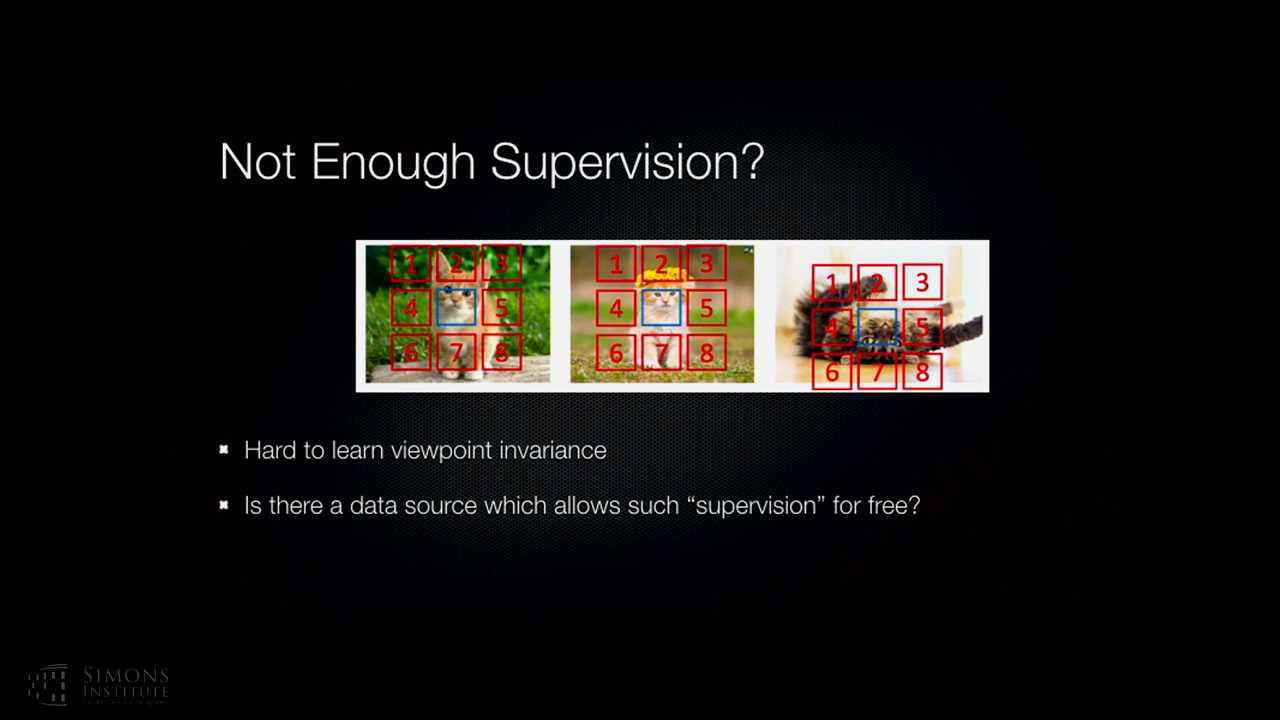 Not Enough Supervision?
1 2 3
4 5
6 7 8
1 2 3
4 5
6 7 8
1 2 3
4 5
6 7 8
Hard to learn viewpoint invariance
Is there a data source which allows such “supervision” for free?
SIMONS
INSTITUTE